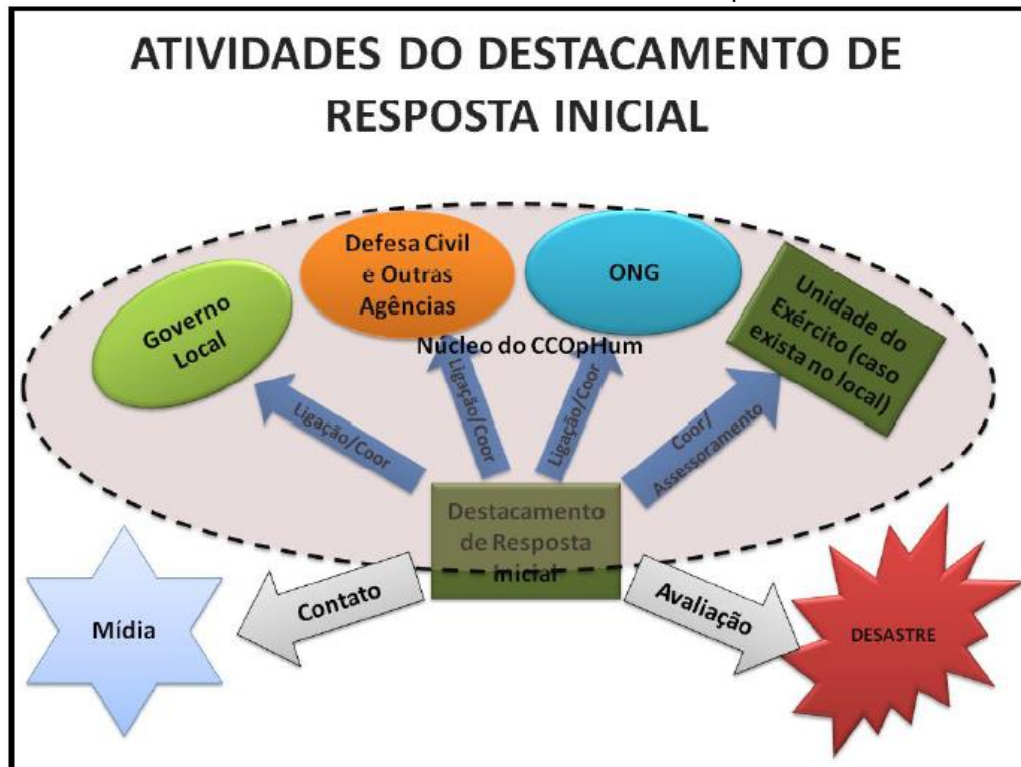 ATIVIDADES DO DESTACAMENTO DE
RESPOSTA INICIAL
Governo
Local
Defesa Civil
e Outras
Agências
ONG
Unidade do
Exército (caso
exista no local)
Núcleo do CCOpHum
Ligação/Coor
Ligação/Coor
Ligação/Coor
Coor/
Assessoramento
Destacamento
de Resposta
Inicial
Mídia
Contato
Avaliação
DESASTRE